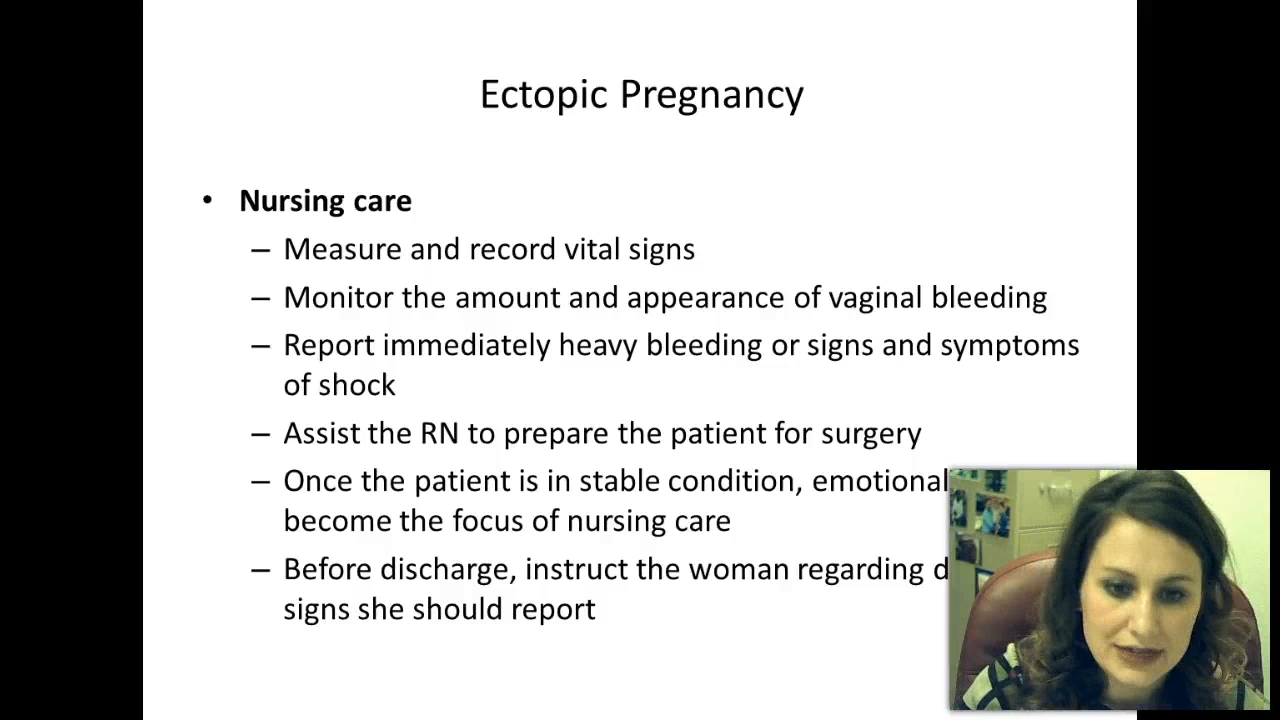 Ectopic Pregnancy
• Nursing care
– Measure and record vital signs
– Monitor the amount and appearance of vaginal bleeding
– Report immediately heavy bleeding or signs and symptoms
of shock
– Assist the RN to prepare the patient for surgery
– Once the patient is in stable condition, emotional
become the focus of nursing care
– Before discharge, instruct the woman regarding
signs she should report